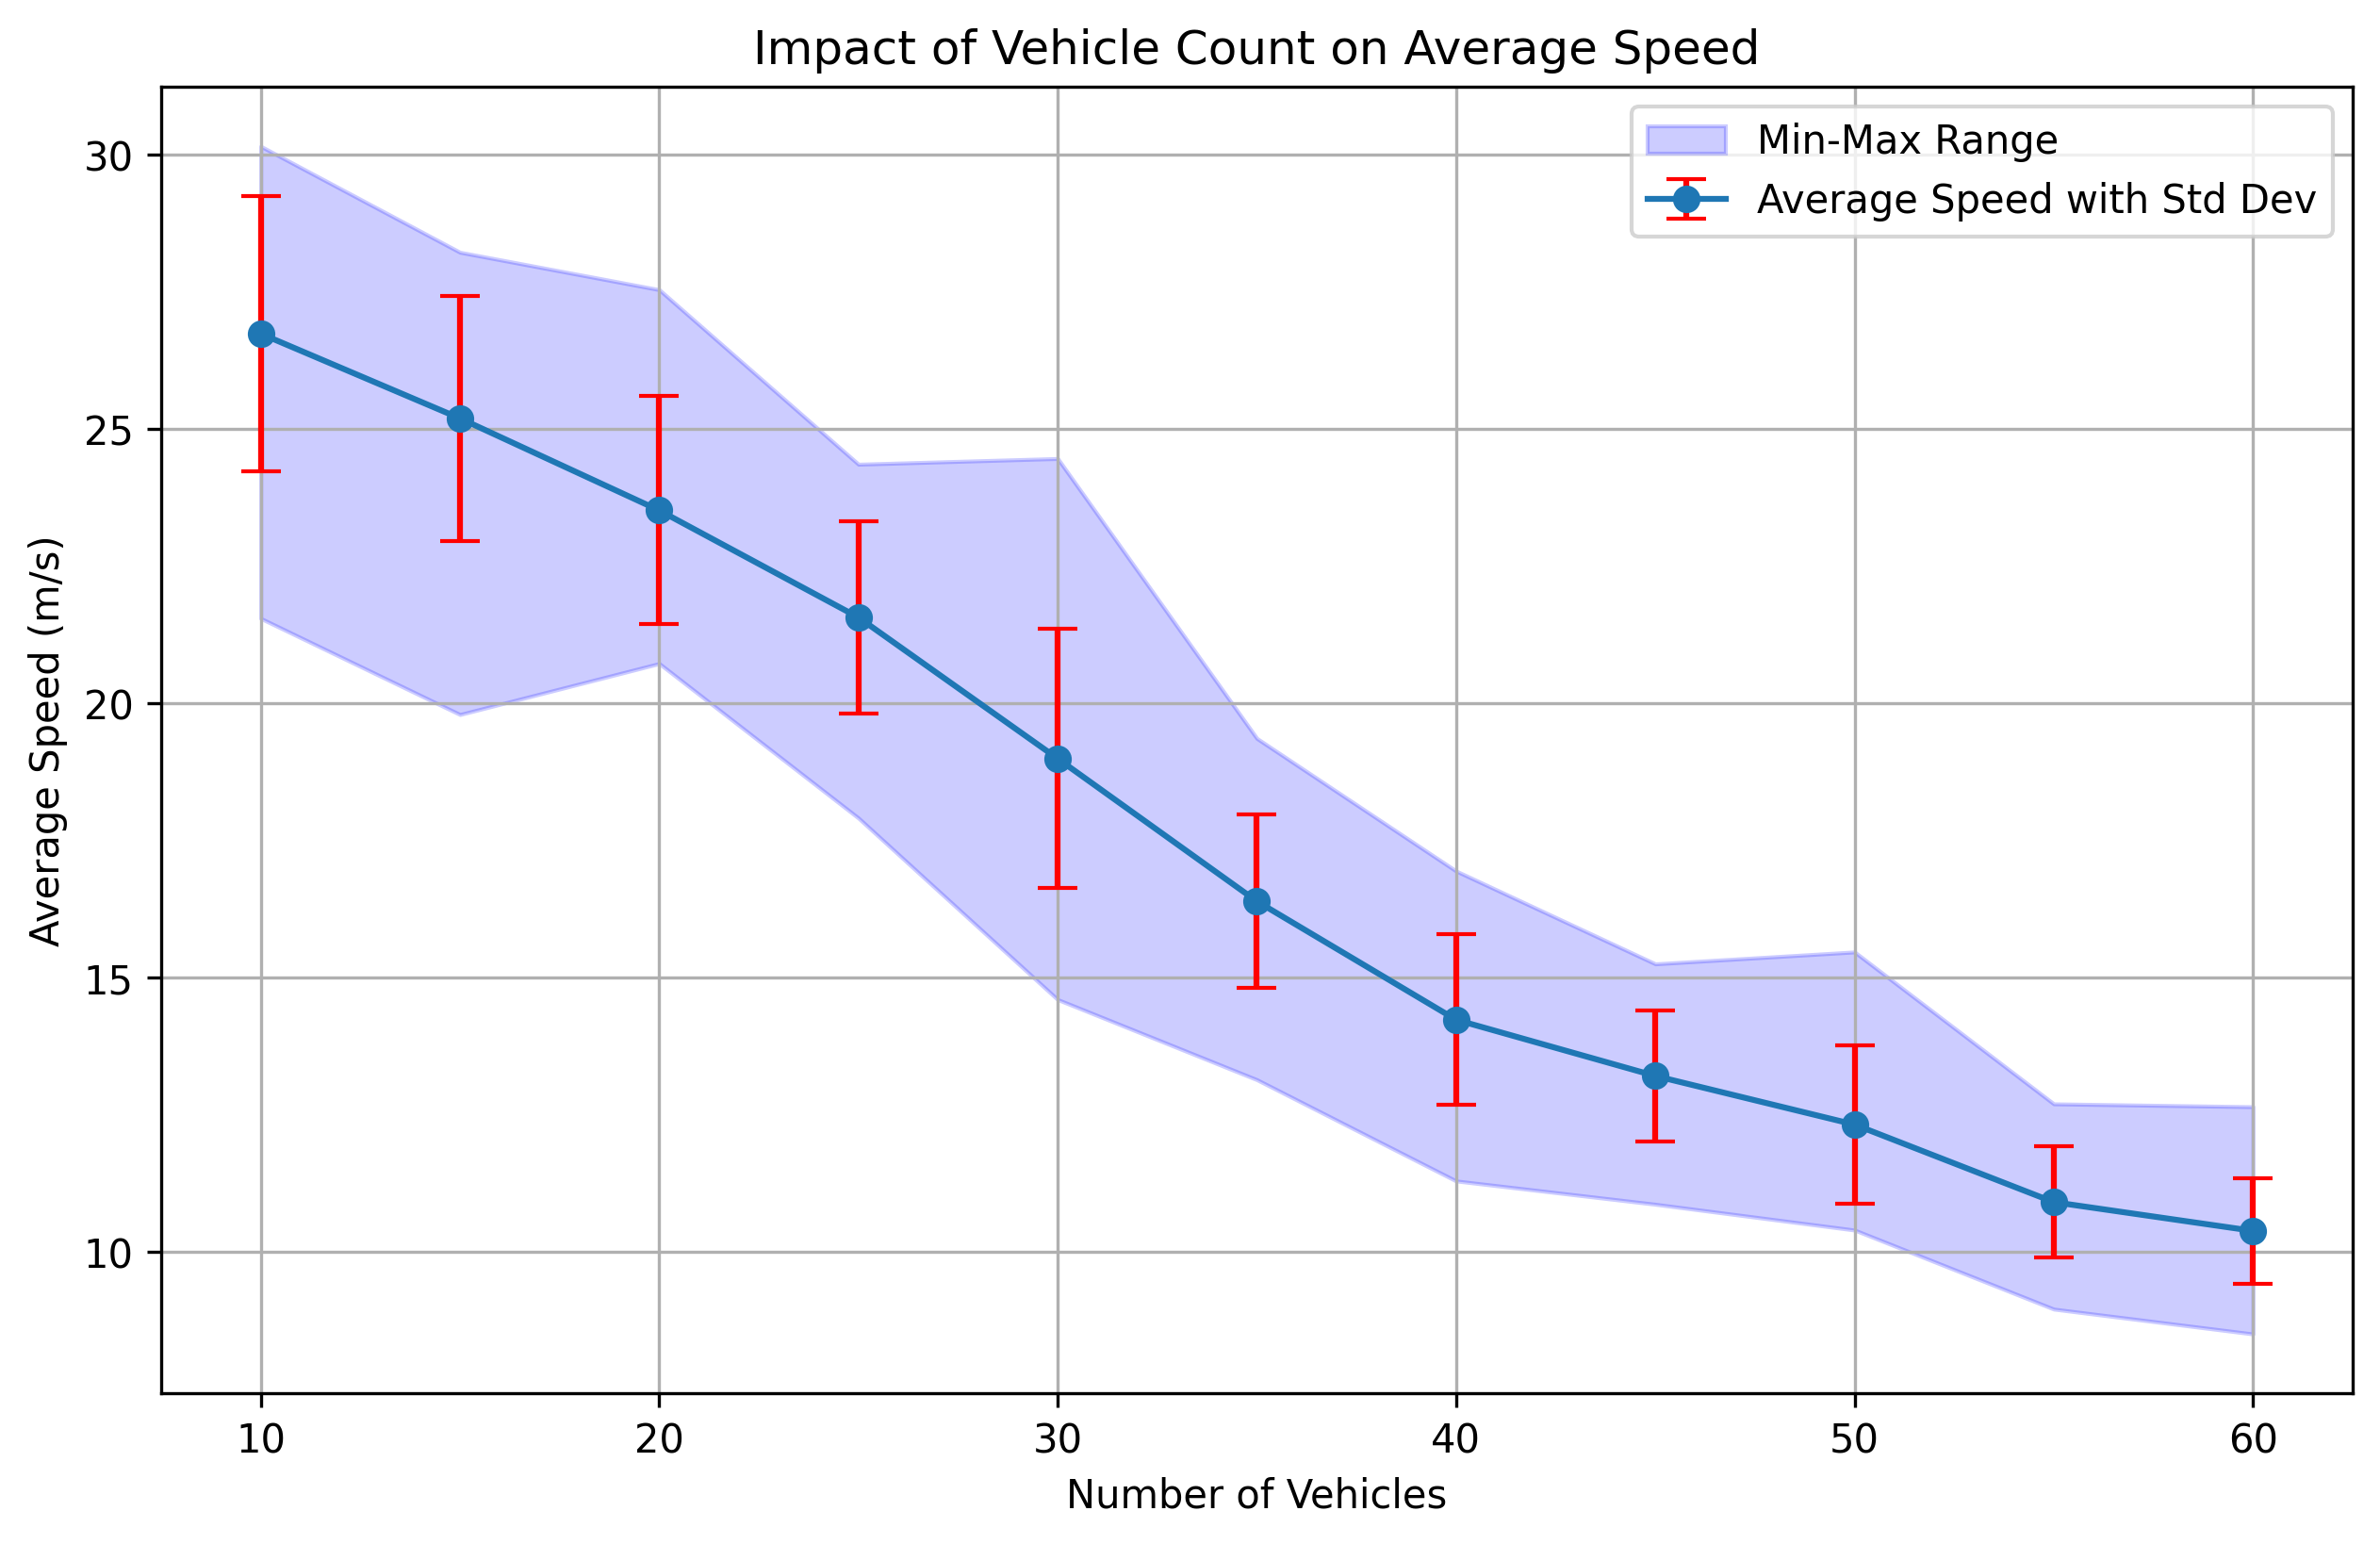 Impact of Vehicle Count on Average Speed
Min-Max Range
Average Speed with Std Dev
Average Speed (m/s)
30
25
20
15
10
10 20 30 40 50 60
Number of Vehicles